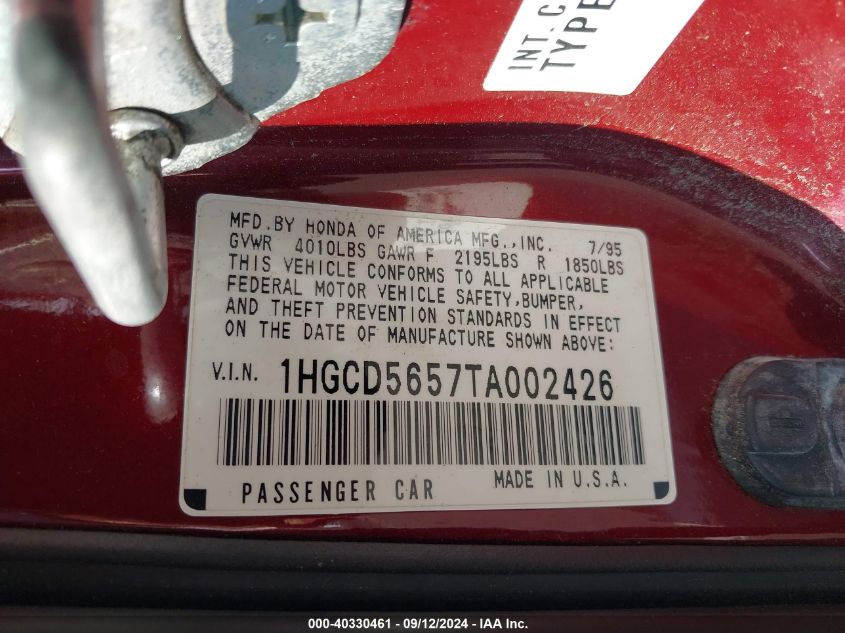 INT. C
TYPE
MFD.BY HONDA OF AMERICA MFG.,INC. 7/95
GVWR 4010LBS GAWR F 2195LBS R 1850LBS
THIS VEHICLE CONFORMS TO ALL APPLICABLE
FEDERAL MOTOR VEHICLE SAFETY,BUMPER,
AND THEFT PREVENTION STANDARDS IN EFFECT
ON THE DATE OF MANUFACTURE SHOWN ABOVE:
V.I.N. 1HGCD5657TA002426
PASSENGER CAR MADE IN U.S.A.
000-40330461 - 09/12/2024 - IAA Inc.